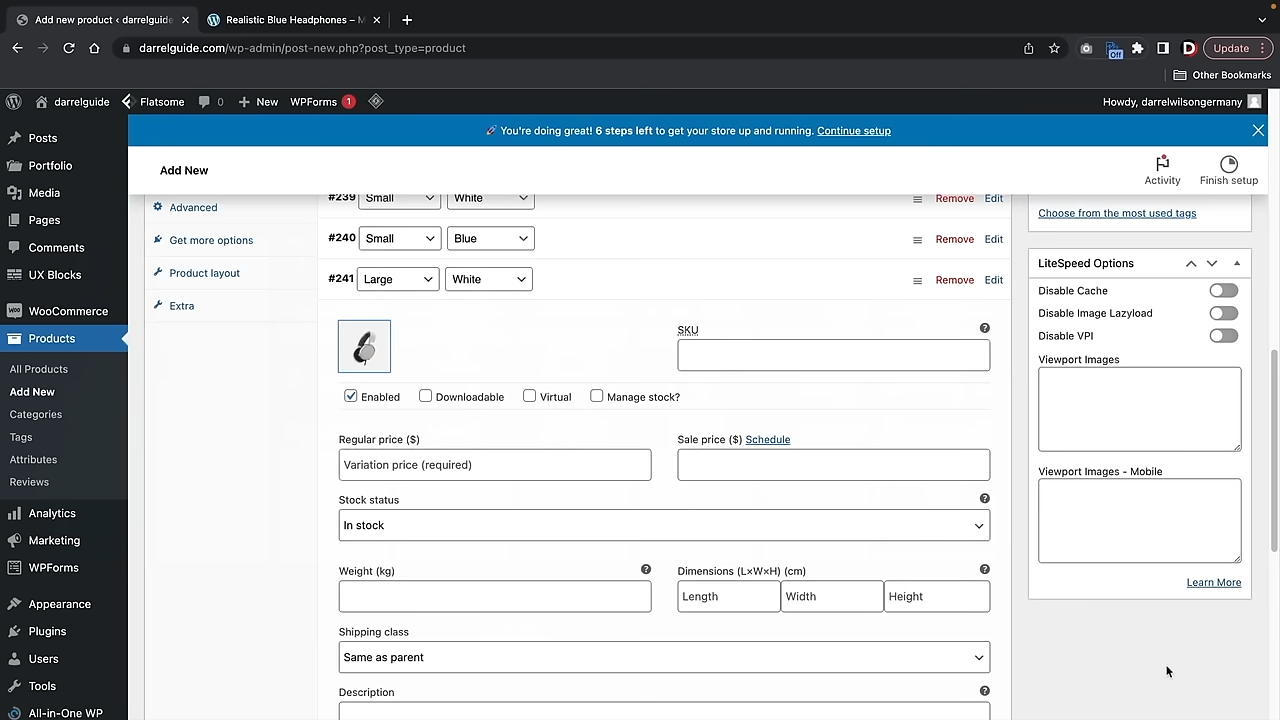 Add new product ‹ darrelguide
Realistic Blue Headphones – M
darrelguide.com/wp-admin/post-new.php?post_type=product
Off
D
Update
Other Bookmarks
darrelguide
Flatsome
0
New
WPForms 1
Howdy, darrelwilsongermany
🚀 You're doing great! 6 steps left to get your store up and running. Continue setup
Add New
Activity
Finish setup
Posts
Portfolio
Media
Pages
Comments
UX Blocks
WooCommerce
Products
All Products
Add New
Categories
Tags
Attributes
Reviews
Analytics
Marketing
WPForms
Appearance
Plugins
Users
Tools
All-in-One WP
Advanced
Get more options
Product layout
Extra
#239 Small White Remove Edit
#240 Small Blue Remove Edit
#241 Large White Remove Edit
SKU
Enabled Downloadable Virtual Manage stock?
Regular price ($)
Variation price (required)
Sale price ($) Schedule
Stock status
In stock
Weight (kg)
Dimensions (L×W×H) (cm)
Length Width Height
Shipping class
Same as parent
Description
Choose from the most used tags
LiteSpeed Options
Disable Cache
Disable Image Lazyload
Disable VPI
Viewport Images
Viewport Images - Mobile
Learn More